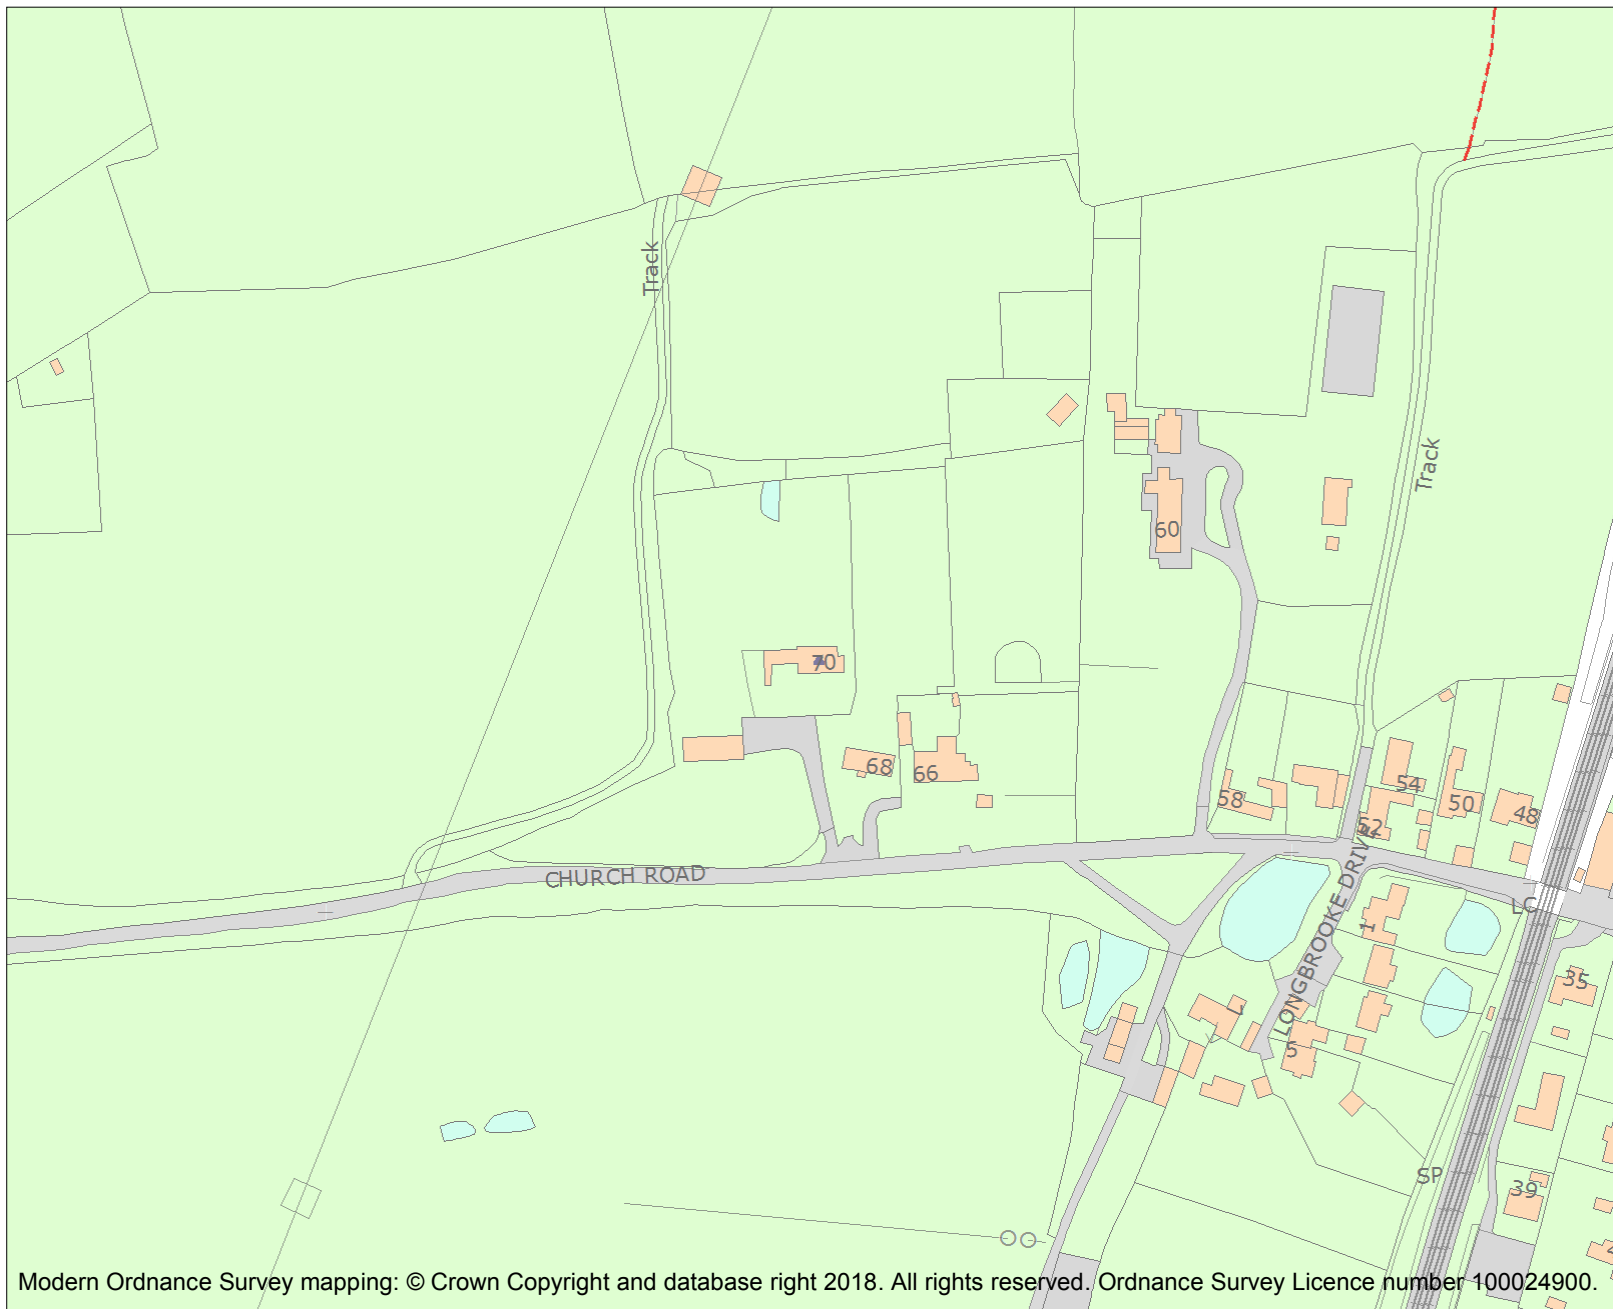 Track
Track
60
70
68
66
58
54
52
50
48
CHURCH ROAD
LONGBROOKE DRIVE
LC
1
35
7
5
SP
39
Modern Ordnance Survey mapping: © Crown Copyright and database right 2018. All rights reserved. Ordnance Survey Licence number 100024900.